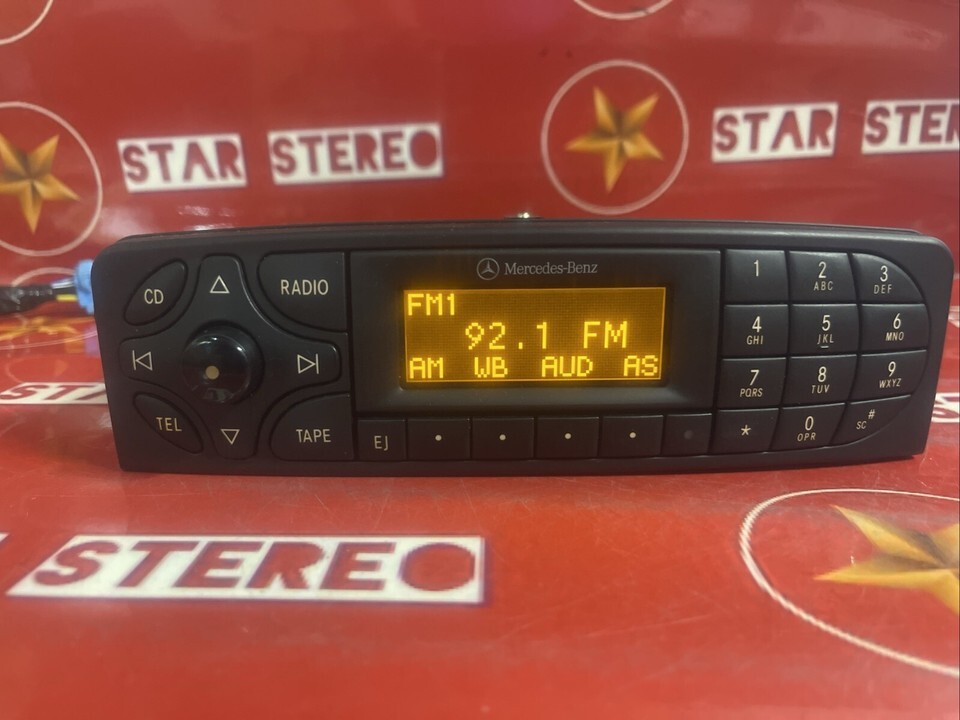 STAR STEREO STAR STEREO
Mercedes-Benz
CD RADIO
TEL TAPE
EJ
FM1
92.1 FM
AM WB AUD AS
1 2 ABC 3 DEF
4 GHI 5 JKL 6 MNO
7 PQRS 8 TUV 9 WXYZ
* 0 OPR SC #
STEREO